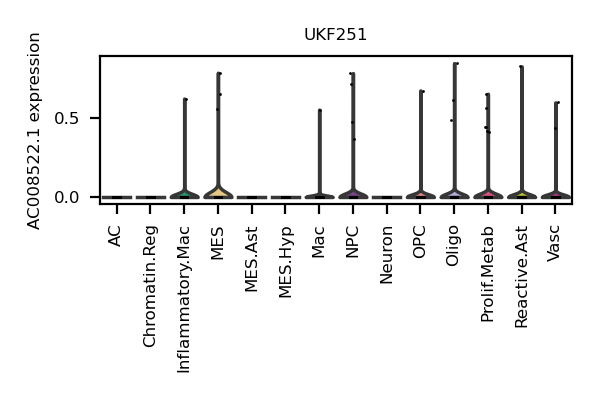 UKF251
AC008522.1 expression
0.5
0.0
AC
Chromatin.Reg
Inflammatory.Mac
MES
MES.Ast
MES.Hyp
Mac
NPC
Neuron
OPC
Oligo
Prolif.Metab
Reactive.Ast
Vasc